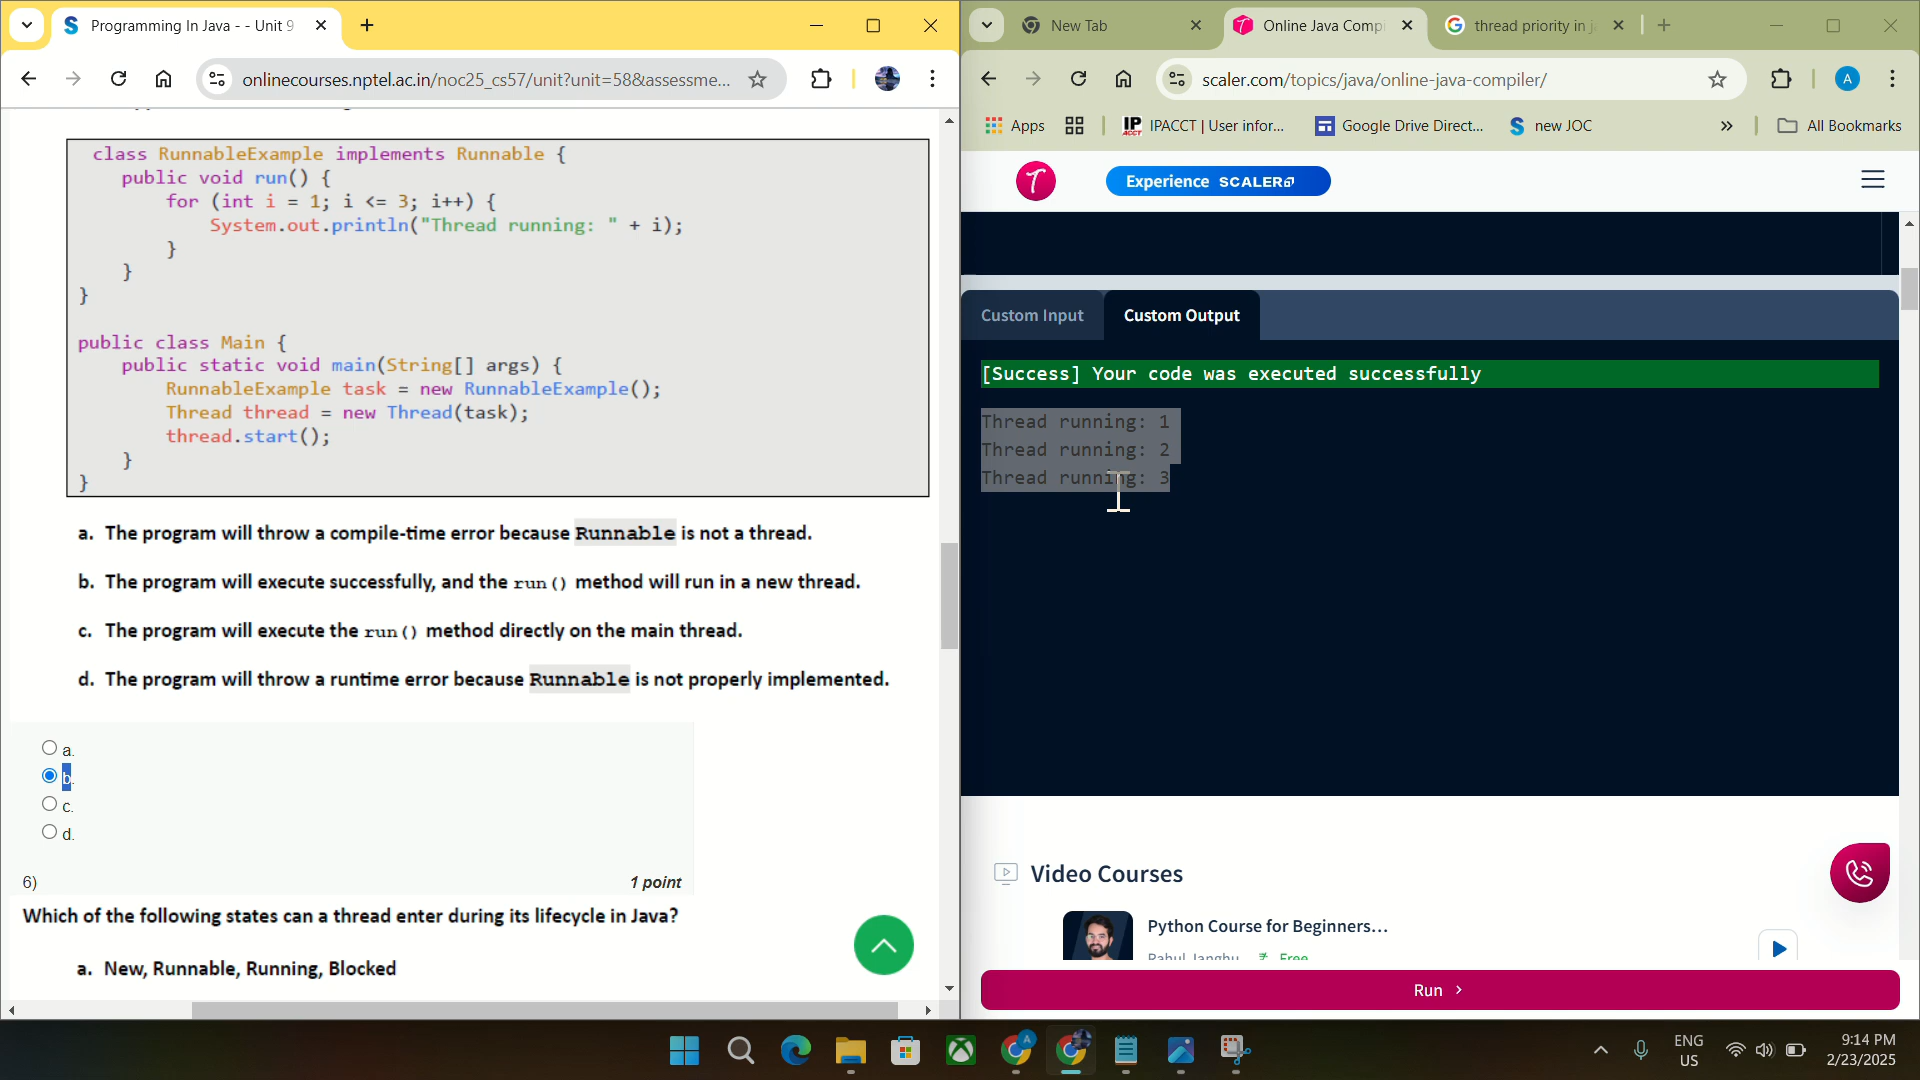 Programming In Java - - Unit 9
onlinecourses.nptel.ac.in/noc25_cs57/unit?unit=58&assessme...
class RunnableExample implements Runnable {
public void run() {
for (int i = 1; i <= 3; i++) {
System.out.println("Thread running: " + i);
}
}
}
public class Main {
public static void main(String[] args) {
RunnableExample task = new RunnableExample();
Thread thread = new Thread(task);
thread.start();
}
}
a. The program will throw a compile-time error because Runnable is not a thread.
b. The program will execute successfully, and the run() method will run in a new thread.
c. The program will execute the run() method directly on the main thread.
d. The program will throw a runtime error because Runnable is not properly implemented.
a.
b.
c.
d.
6) 1 point
Which of the following states can a thread enter during its lifecycle in Java?
a. New, Runnable, Running, Blocked
New Tab
Online Java Compi
thread priority in j
scaler.com/topics/java/online-java-compiler/
A
Apps
IPACCT | User infor...
Google Drive Direct...
new JOC
All Bookmarks
Experience SCALER
Custom Input
Custom Output
[Success] Your code was executed successfully
Thread running: 1
Thread running: 2
Thread running: 3
Video Courses
Python Course for Beginners...
Free
Run >
ENG
US
9:14 PM
2/23/2025